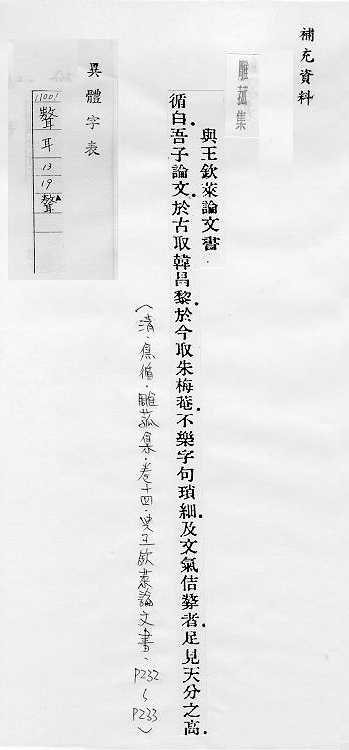 補充資料
雕菰集
與王欽萊論文書
循白吾子論文於古取韓昌黎於今取朱梅菴不樂字句瑣細及文氣佶聱者足見天分之高
(清.焦循.雕菰集.卷十四.與王欽萊論文書.P232~P233)
異體字表
11001
聱
耳
13
19
聱